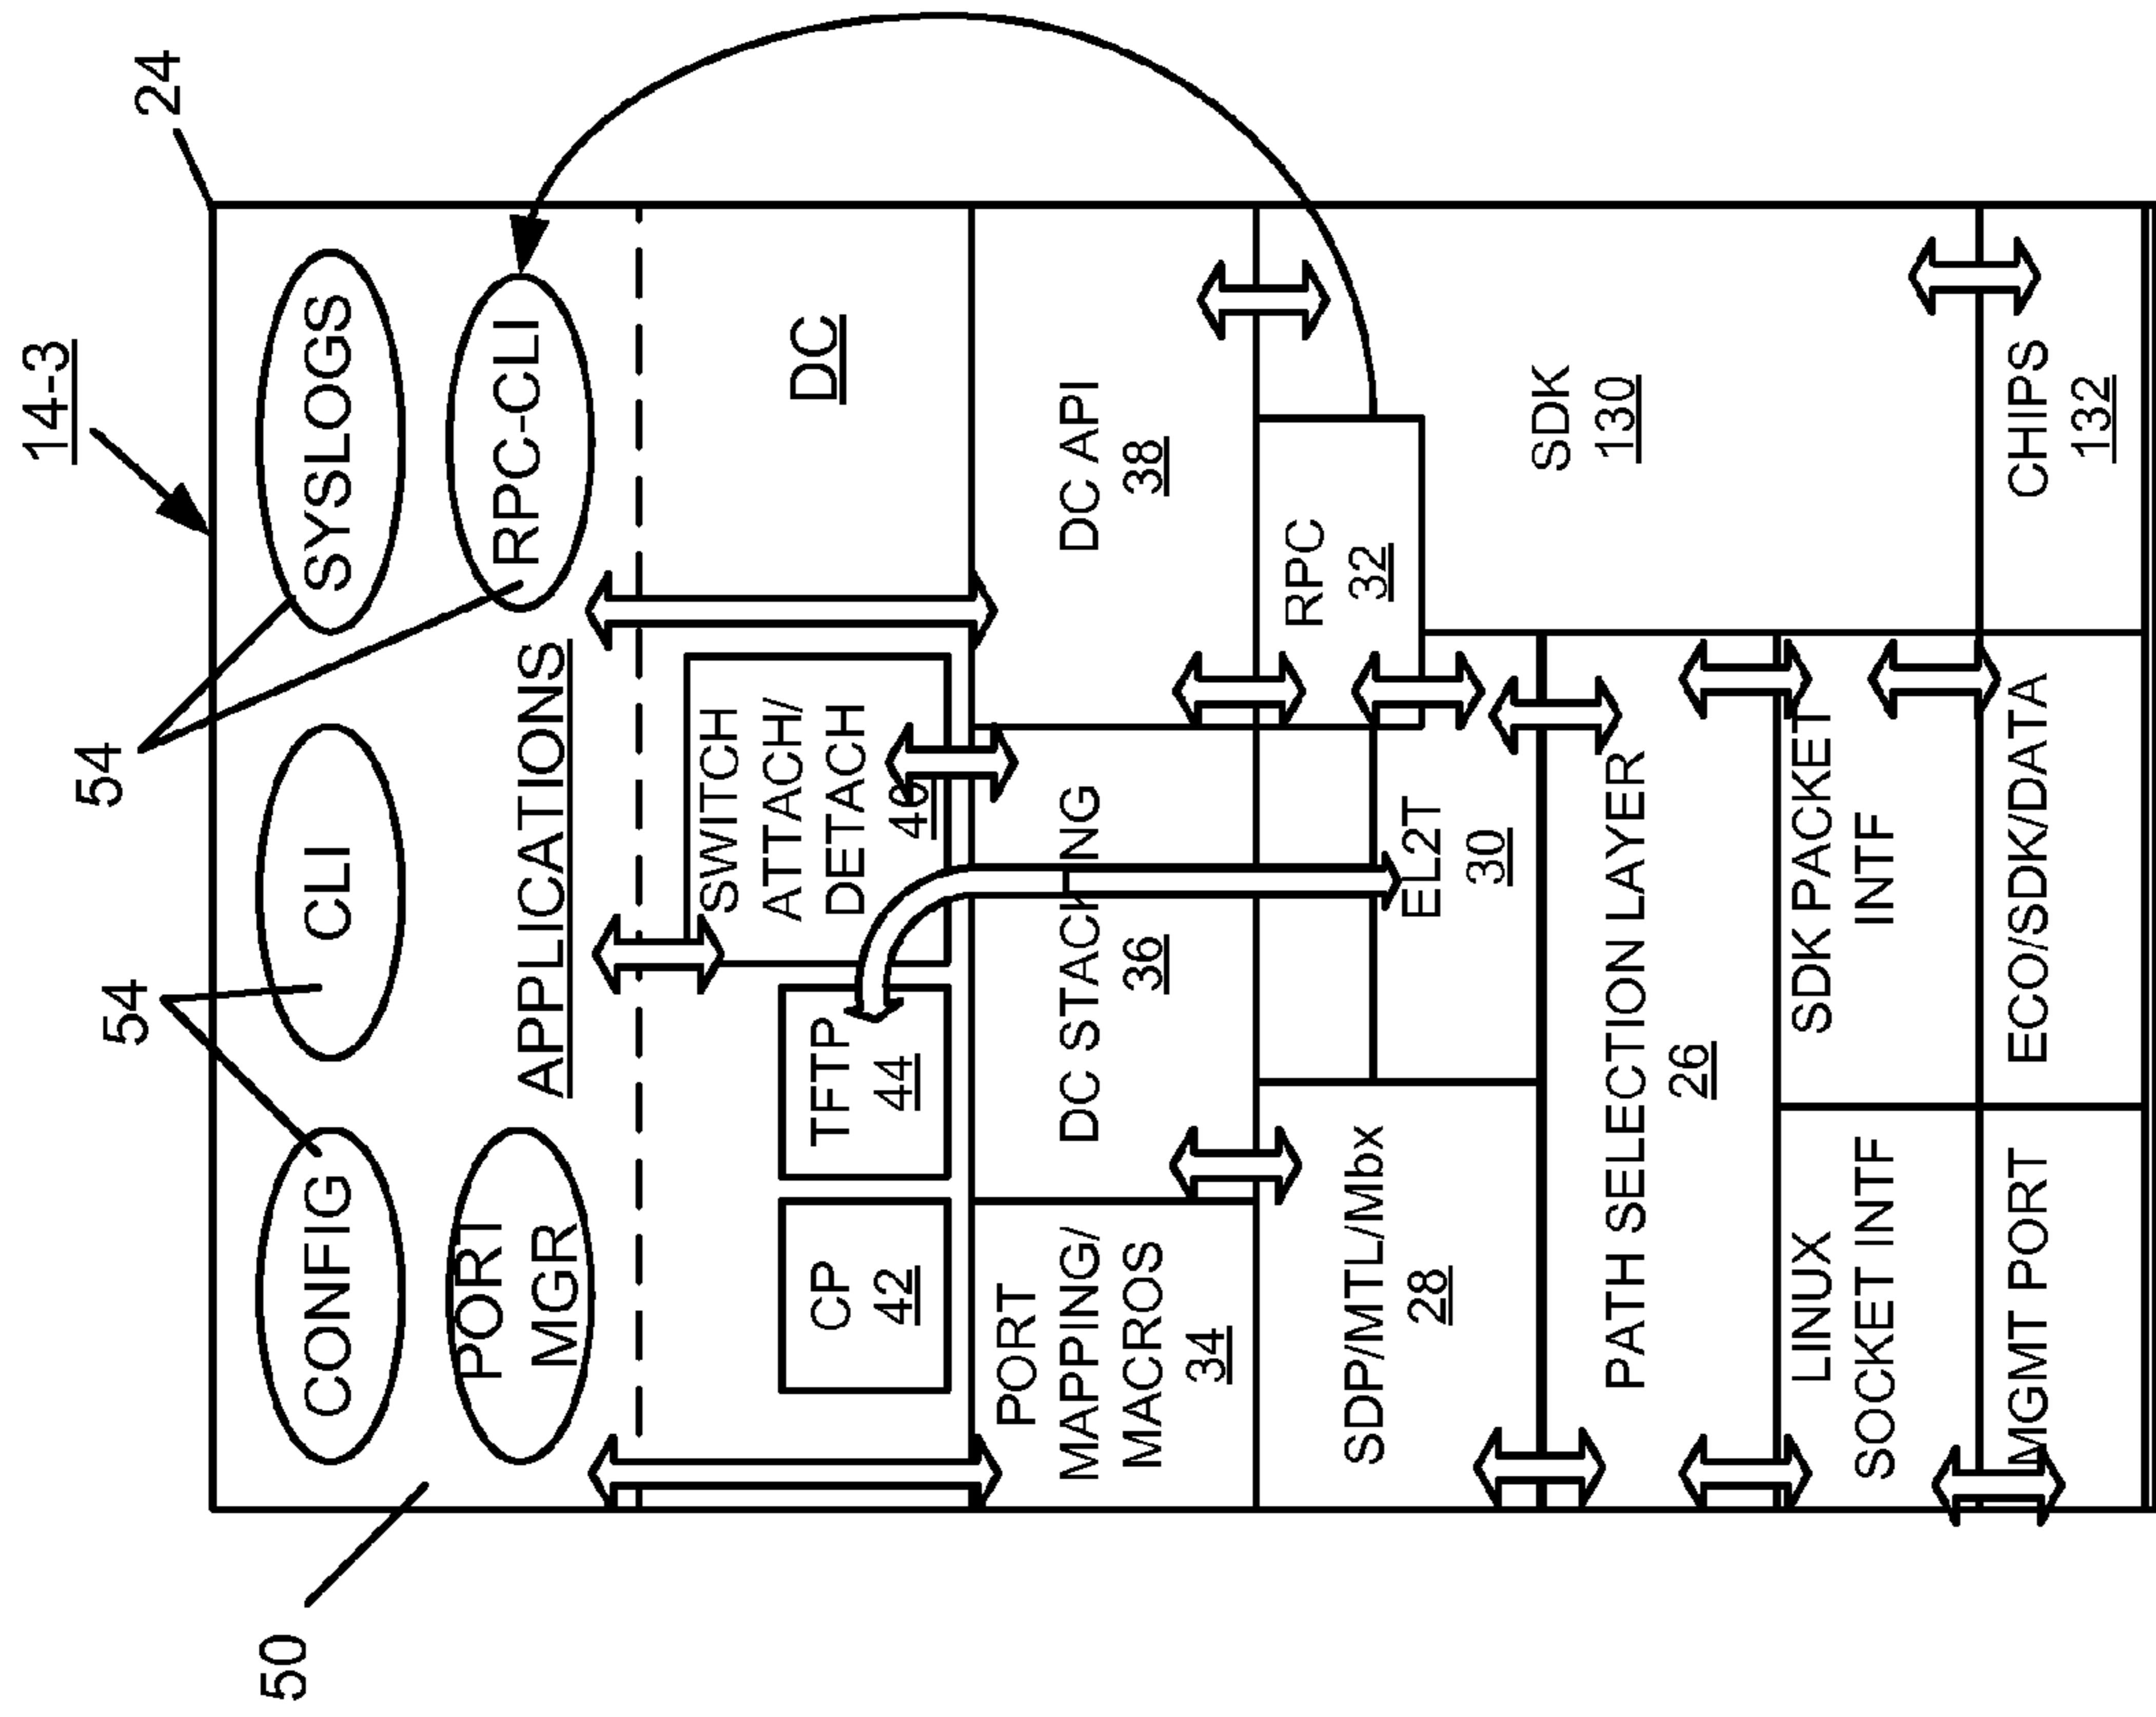 14-3
24
54
54
50
CONFIG
CLI
SYSLOGS
PORT
MGR
APPLICATIONS
RPC-CLI
SWITCH
ATTACH/
DETACH
46
CP
42
TFTP
44
DC
PORT
MAPPING/
MACROS
34
DC STACKING
36
DC API
38
RPC
32
SDP/MTL/Mbx
28
EL2T
30
SDK
130
PATH SELECTION LAYER
26
LINUX
SOCKET INTF
SDK PACKET
INTF
MGMT PORT
ECO/SDK/DATA
CHIPS
132